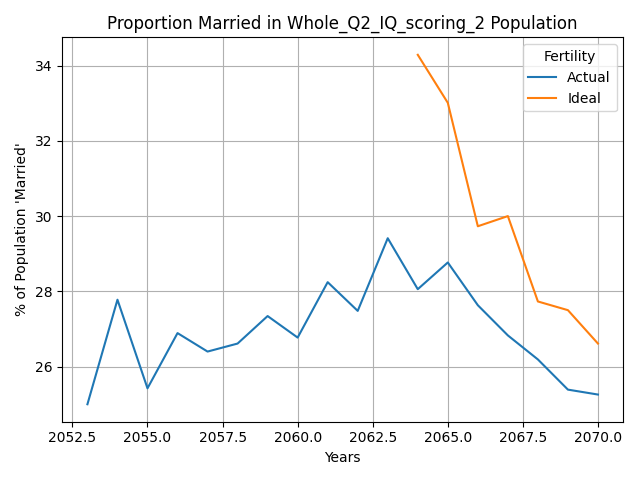 Proportion Married in Whole_Q2_IQ_scoring_2 Population
Fertility
Actual
Ideal
% of Population 'Married'
34
32
30
28
26
2052.5
2055.0
2057.5
2060.0
2062.5
2065.0
2067.5
2070.0
Years